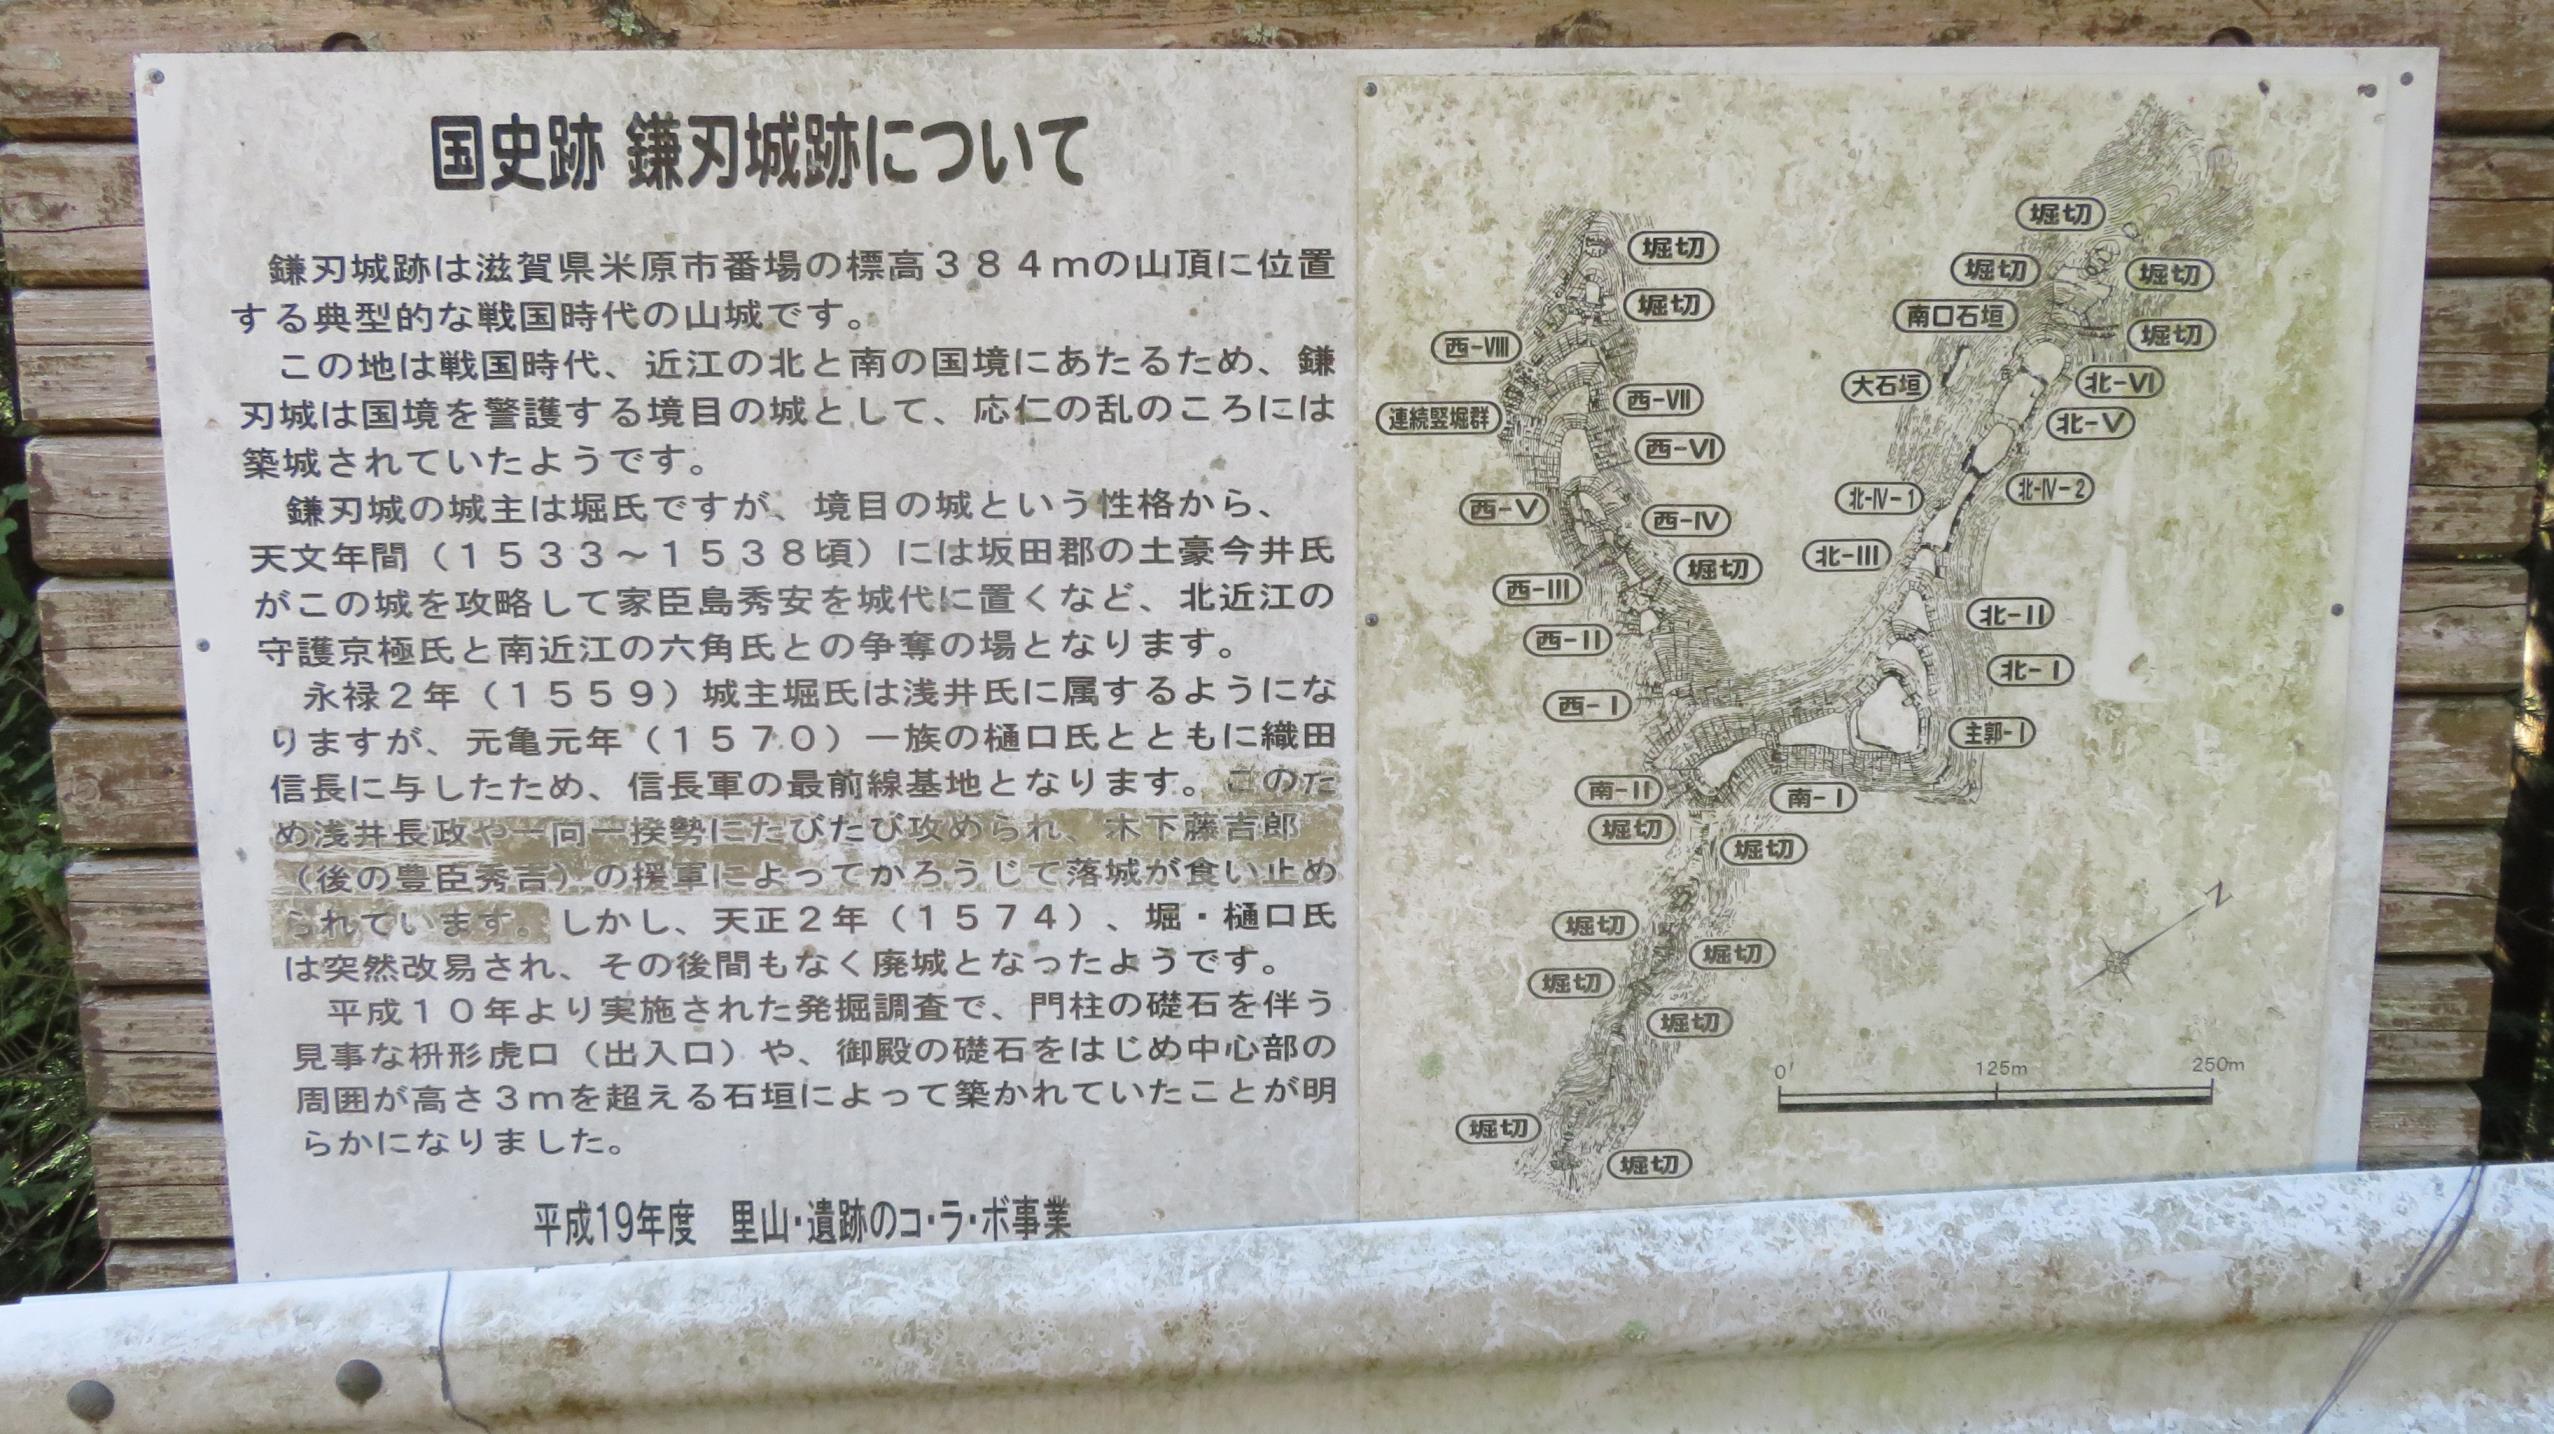 国史跡 鎌刃城跡について
鎌刃城跡は滋賀県米原市番場の標高３８４ｍの山頂に位置
する典型的な戦国時代の山城です。
この地は戦国時代、近江の北と南の国境にあたるため、鎌
刃城は国境を警護する境目の城として、応仁の乱のころには
築城されていたようです。
鎌刃城の城主は堀氏ですが、境目の城という性格から、
天文年間（１５３３～１５３８頃）には坂田郡の土豪今井氏
がこの城を攻略して家臣島秀安を城代に置くなど、北近江の
守護京極氏と南近江の六角氏との争奪の場となります。
永禄２年（１５５９）城主堀氏は浅井氏に属するようにな
りますが、元亀元年（１５７０）一族の樋口氏とともに織田
信長に与したため、信長軍の最前線基地となります。このた
め浅井長政や一向一揆勢にたびたび攻められ、木下藤吉郎
（後の豊臣秀吉）の援軍によってかろうじて落城が食い止め
られています。しかし、天正２年（１５７４）、堀・樋口氏
は突然改易され、その後間もなく廃城となったようです。
平成１０年より実施された発掘調査で、門柱の礎石を伴う
見事な枡形虎口（出入口）や、御殿の礎石をはじめ中心部の
周囲が高さ３ｍを超える石垣によって築かれていたことが明
らかになりました。
平成19年度　里山・遺跡のコ・ラ・ボ事業
堀切
堀切
堀切
堀切
堀切
堀切
南口石垣
西-VIII
大石垣
北-VI
西-VII
連続竪堀群
北-V
西-VI
北-IV-1
北-IV-2
西-V
西-IV
北-III
堀切
西-III
北-II
西-II
北-I
西-I
主郭-I
南-II
南-I
堀切
堀切
堀切
堀切
堀切
堀切
堀切
堀切
N
0
125m
250m